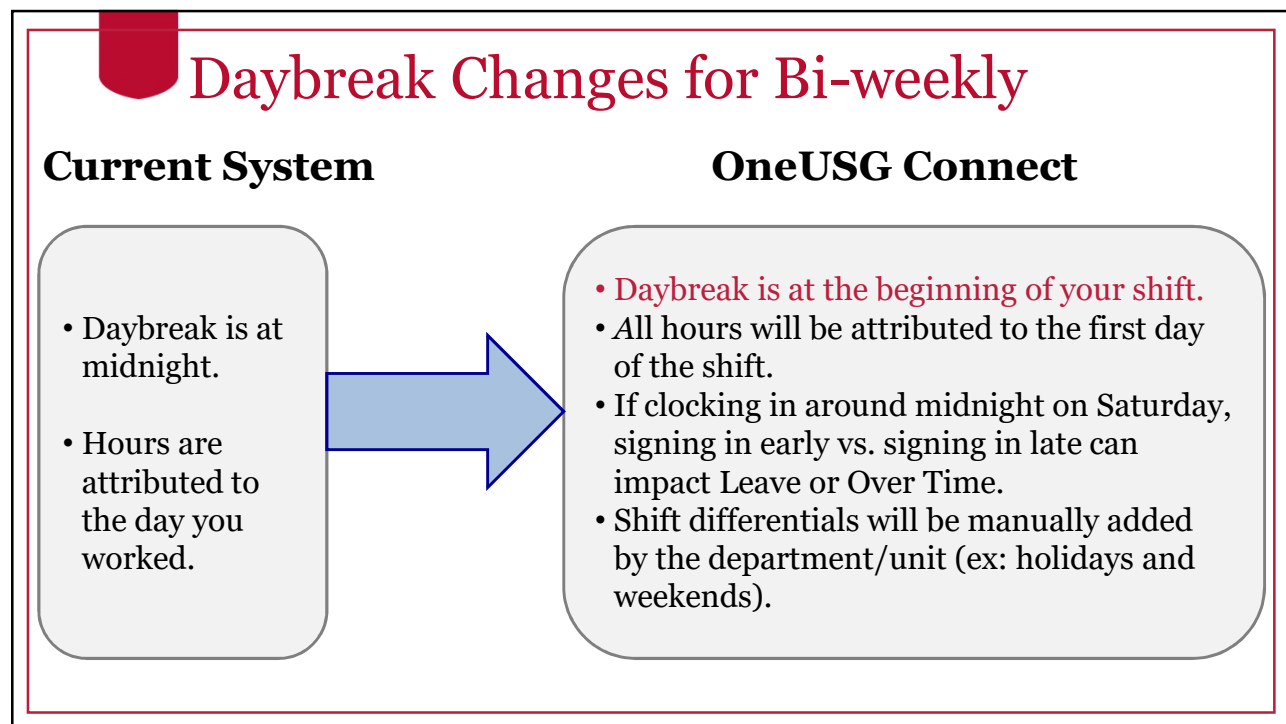 Daybreak Changes for Bi-weekly
Current System
• Daybreak is at
midnight.
• Hours are
attributed to
the day you
worked.
OneUSG Connect
• Daybreak is at the beginning of your shift.
• All hours will be attributed to the first day
of the shift.
• If clocking in around midnight on Saturday,
signing in early vs. signing in late can
impact Leave or Over Time.
• Shift differentials will be manually added
by the department/unit (ex: holidays and
weekends).